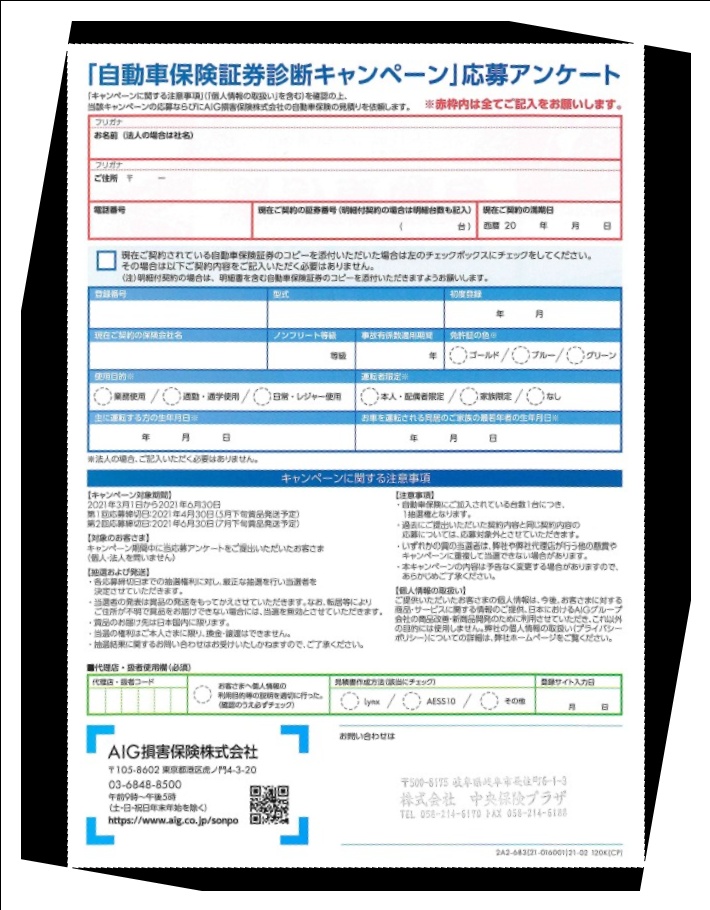 「自動車保険証券診断キャンペーン」応募アンケート
「キャンペーンに関する注意事項」(「個人情報の取扱い」を含む)を確認の上、
当該キャンペーンの応募ならびにAIG損害保険株式会社の自動車保険の見積りを依頼します。 ※赤枠内は全てご記入をお願いします。
フリガナ
お名前 (法人の場合は社名)
フリガナ
ご住所 〒 ー
電話番号 現在ご契約の証券番号(明細付契約の場合は明細台数も記入) 現在ご契約の満期日
( 台) 西暦 20 年 月 日
現在ご契約されている自動車保険証券のコピーを添付いただいた場合は左のチェックボックスにチェックをしてください。
その場合は以下ご契約内容をご記入いただく必要はありません。
(注)明細付契約の場合は、明細書を含む自動車保険証券のコピーを添付いただきますようお願いします。
登録番号 型式 初度登録
年 月
現在ご契約の保険会社名 ノンフリート等級 事故有係数適用期間 免許証の色※
等級 年 ゴールド / ブルー / グリーン
使用目的※ 運転者限定※
業務使用 / 通勤・通学使用 / 日常・レジャー使用 本人・配偶者限定 / 家族限定 / なし
主に運転する方の生年月日※ お車を運転される同居のご家族の最若年者の生年月日※
年 月 日 年 月 日
※法人の場合、ご記入いただく必要はありません。
キャンペーンに関する注意事項
【キャンペーン対象期間】
2021年3月1日から2021年6月30日
第1回応募締切日:2021年4月30日(5月下旬賞品発送予定)
第2回応募締切日:2021年6月30日(7月下旬賞品発送予定)
【対象のお客さま】
キャンペーン期間中に当応募アンケートをご提出いただいたお客さま
(個人・法人を問いません)
【抽選および発送】
・各応募締切日までの抽選権利に対し、厳正な抽選を行い当選者を
決定させていただきます。
・当選者の発表は賞品の発送をもってかえさせていただきます。なお、転居等により
ご住所が不明で賞品をお届けできない場合には、当選を無効とさせていただきます。
・賞品のお届け先は日本国内に限ります。
・当選の権利はご本人さまに限り、換金・譲渡はできません。
・抽選結果に関するお問い合わせはお受けいたしかねますので、ご了承ください。
【注意事項】
・自動車保険にご加入されている台数1台につき、
1抽選権となります。
・過去にご提出いただいた契約内容と同じ契約内容の
応募については、応募対象外とさせていただきます。
・いずれかの賞の当選者は、弊社や弊社代理店が行う他の懸賞や
キャンペーンに重複して当選できない場合があります。
・本キャンペーンの内容は予告なく変更する場合がありますので、
あらかじめご了承ください。
【個人情報の取扱い】
ご提供いただいたお客さまの個人情報は、今後、お客さまに対する
商品・サービスに関する情報のご提供、日本におけるAIGグループ
会社の商品改善・新商品開発のために利用させていただき、これ以外
の目的には使用しません。弊社の個人情報の取扱い(プライバシー
ポリシー)についての詳細は、弊社ホームページをご覧ください。
■代理店・扱者使用欄(必須)
代理店・扱者コード
お客さまへ個人情報の
利用目的等の説明を適切に行った。
(確認のうえ必ずチェック)
見積書作成方法(該当にチェック) 登録サイト入力日
Lynx / AESS10 / その他 月 日
AIG損害保険株式会社
〒105-8602 東京都港区虎ノ門4-3-20
03-6848-8500
午前9時〜午後5時
(土・日・祝日・年末年始を除く)
https://www.aig.co.jp/sonpo
お問い合わせは
〒500-8175 岐阜県岐阜市長住町6-1-3
株式会社 中央保険プラザ
TEL 058-214-6170 FAX 058-214-6188
2A2-683(21-016001)21-02 120K(CP)